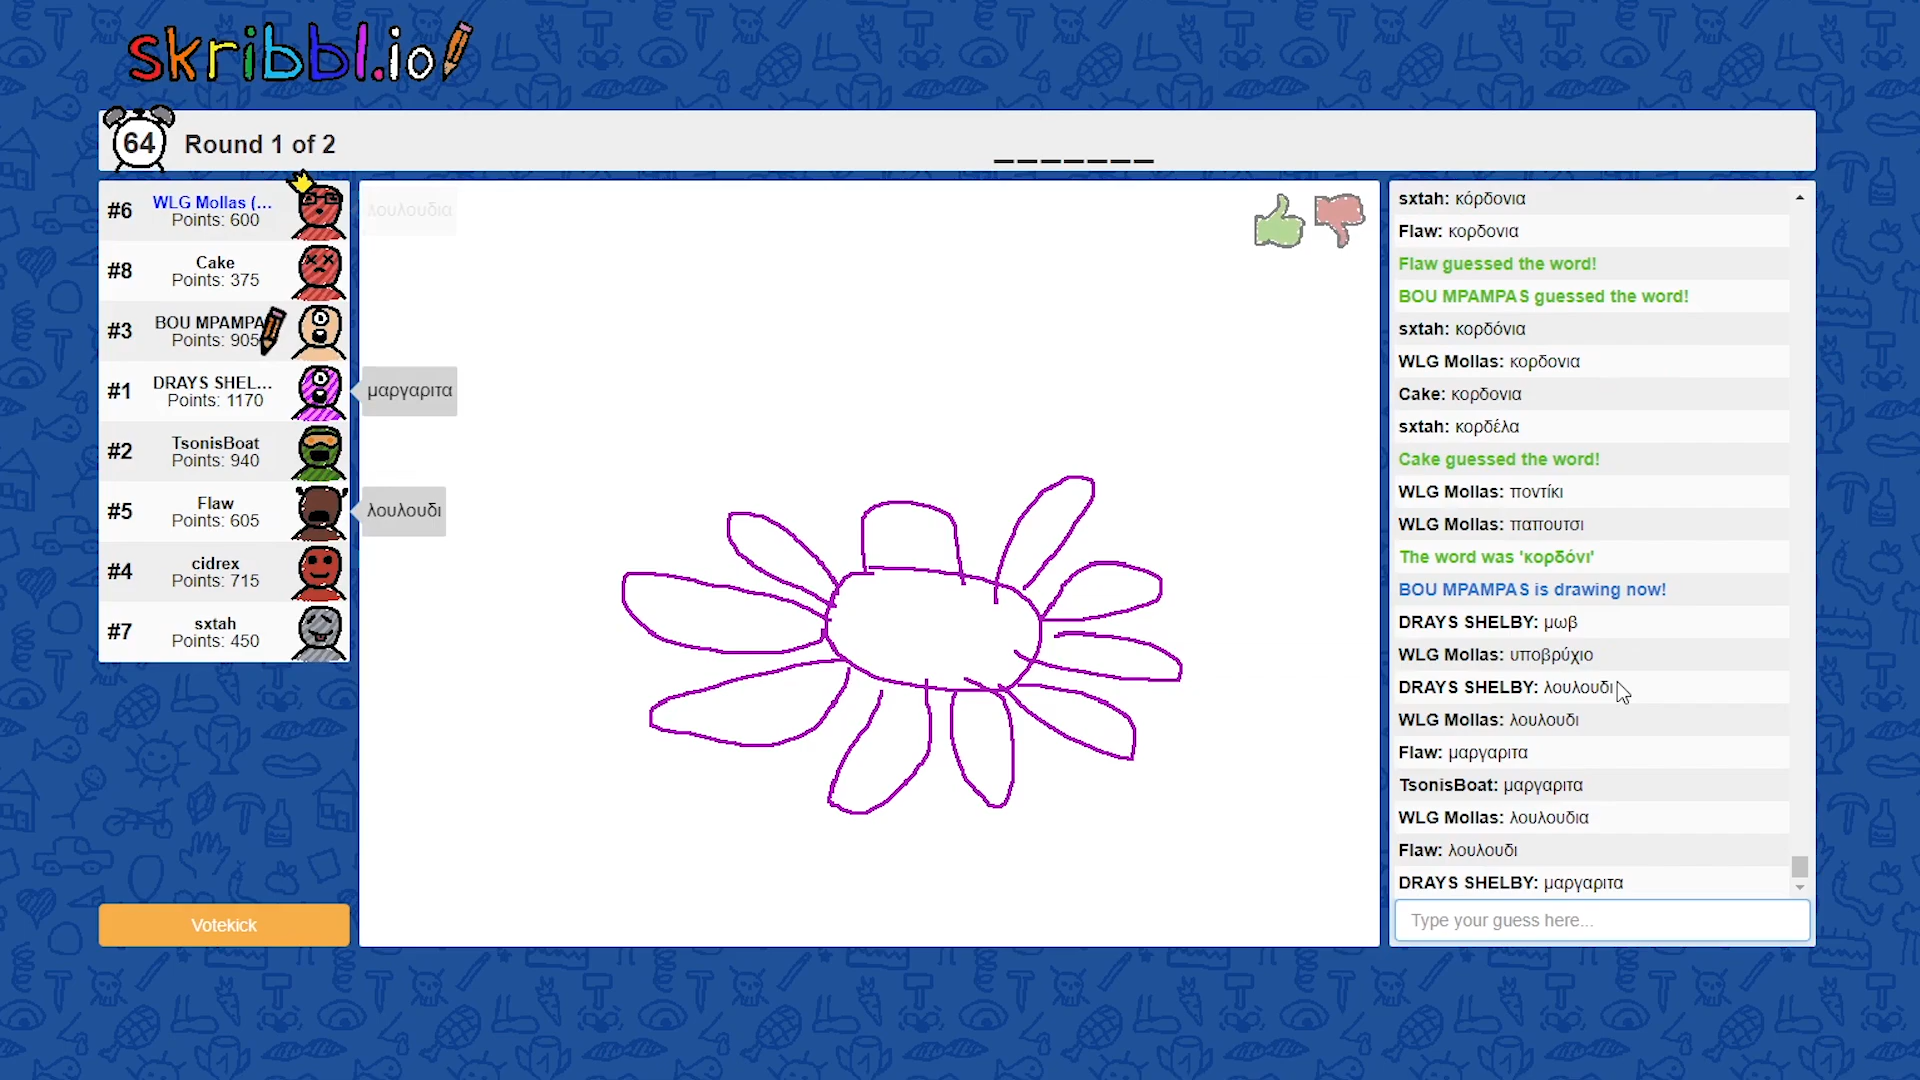 skribbl.io
64
Round 1 of 2
_ _ _ _ _ _ _
#6
WLG Mollas (...
Points: 600
#8
Cake
Points: 375
#3
BOU MPAMPA
Points: 905
#1
DRAYS SHEL...
Points: 1170
#2
TsonisBoat
Points: 940
#5
Flaw
Points: 605
#4
cidrex
Points: 715
#7
sxtah
Points: 450
Votekick
λουλουδια
μαργαριτα
λουλουδι
sxtah: κόρδονια
Flaw: κορδονια
Flaw guessed the word!
BOU MPAMPAS guessed the word!
sxtah: κορδόνια
WLG Mollas: κορδονια
Cake: κορδονια
sxtah: κορδέλα
Cake guessed the word!
WLG Mollas: ποντίκι
WLG Mollas: παπουτσι
The word was 'κορδόνι'
BOU MPAMPAS is drawing now!
DRAYS SHELBY: μωβ
WLG Mollas: υποβρύχιο
DRAYS SHELBY: λουλουδι
WLG Mollas: λουλουδι
Flaw: μαργαριτα
TsonisBoat: μαργαριτα
WLG Mollas: λουλουδια
Flaw: λουλουδι
DRAYS SHELBY: μαργαριτα
Type your guess here...